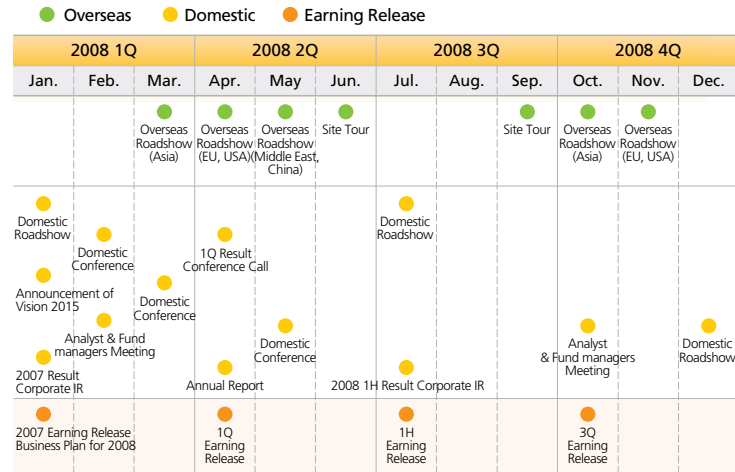 Overseas Domestic Earning Release
2008 1Q 2008 2Q 2008 3Q 2008 4Q
Jan. Feb. Mar. Apr. May Jun. Jul. Aug. Sep. Oct. Nov. Dec.
Overseas
Roadshow
(Asia)
Overseas
Roadshow
(EU, USA)
Overseas
Roadshow
(Middle East,
China)
Site Tour
Site Tour
Overseas
Roadshow
(Asia)
Overseas
Roadshow
(EU, USA)
Domestic
Roadshow
Domestic
Roadshow
Domestic
Conference
1Q Result
Conference Call
Announcement of
Vision 2015
Domestic
Conference
Analyst & Fund
managers Meeting
Domestic
Conference
Analyst
& Fund managers
Meeting
Domestic
Roadshow
2007 Result
Corporate IR
Annual Report
2008 1H Result Corporate IR
2007 Earning Release
Business Plan for 2008
1Q
Earning
Release
1H
Earning
Release
3Q
Earning
Release